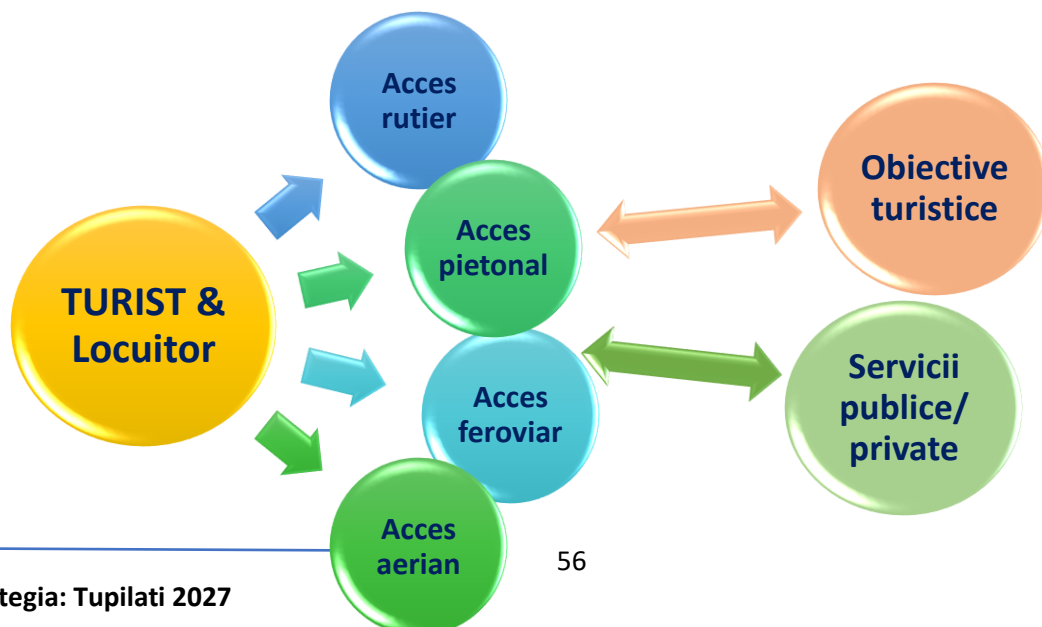 Acces
rutier
Acces
pietonal
Acces
feroviar
Acces
aerian
TURIST &
Locuitor
Obiective
turistice
Servicii
publice/
private
56
tegia: Tupilati 2027